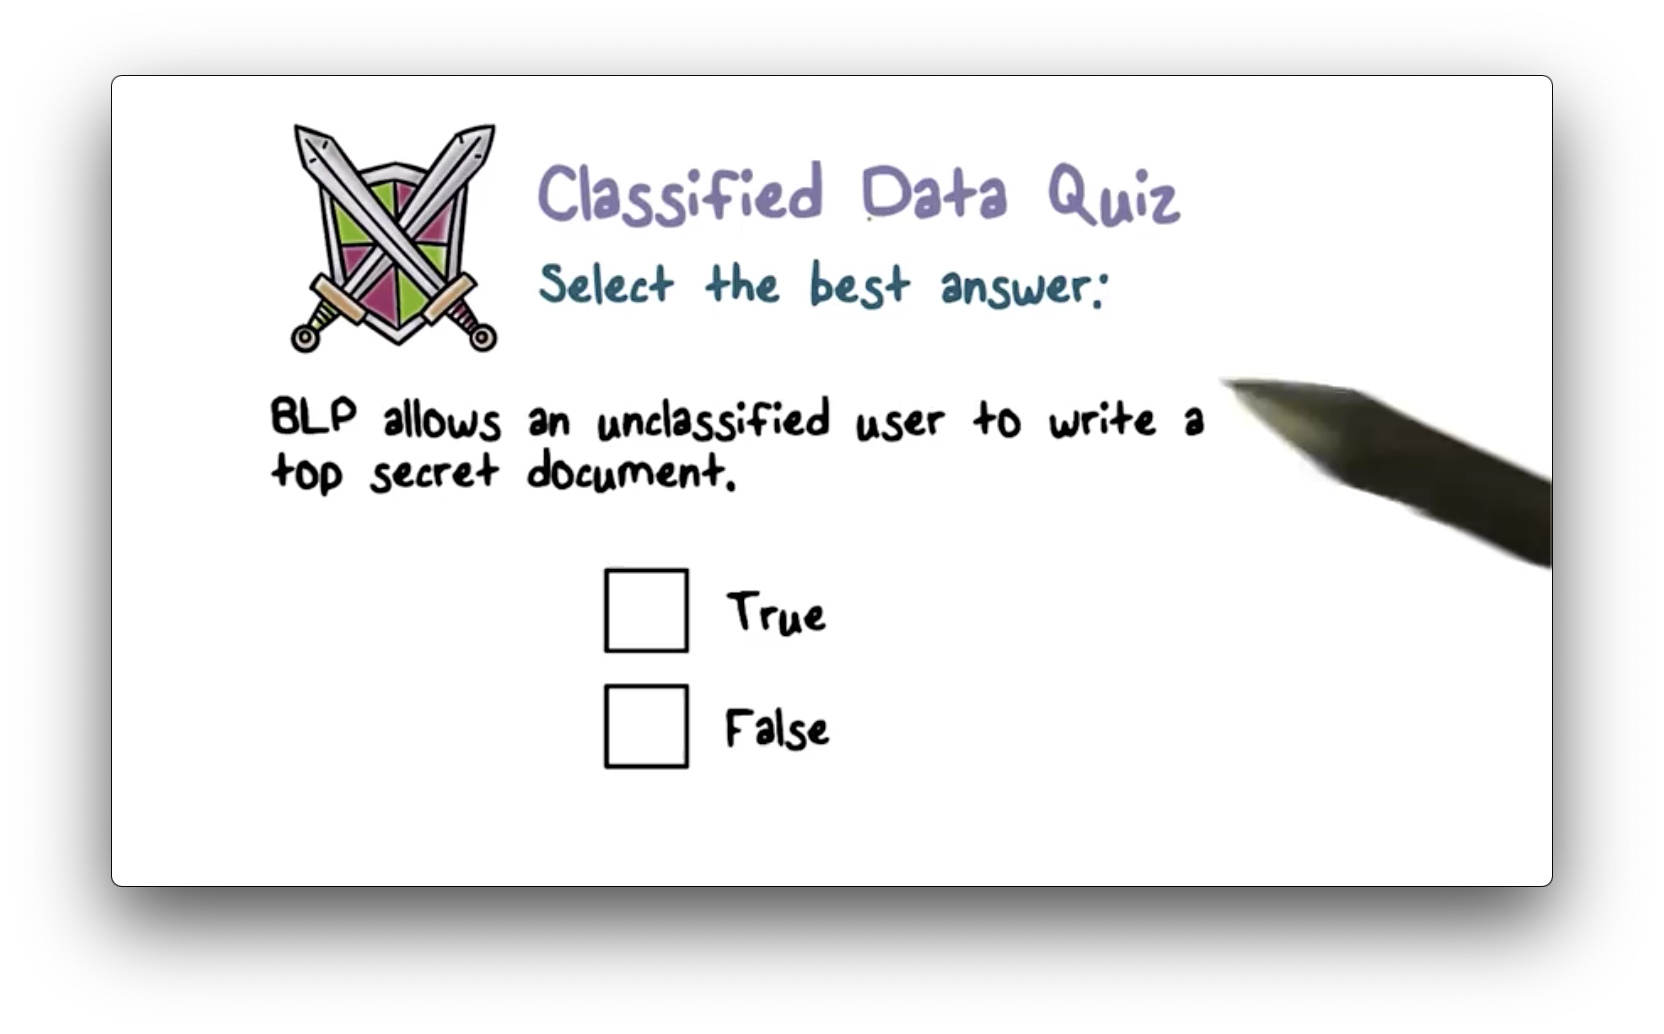 Classified Data Quiz
Select the best answer:
BLP allows an unclassified user to write a
top secret document.
True
False